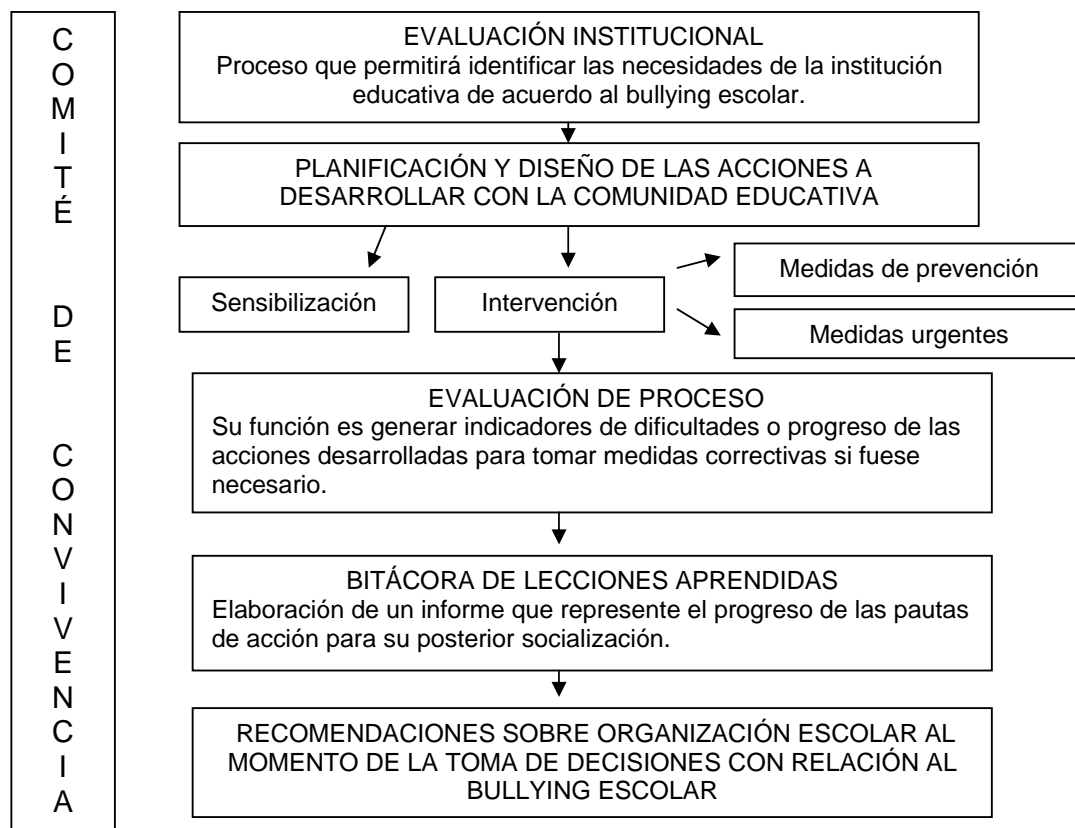 COMITÉ DE CONVIVENCIA
EVALUACIÓN INSTITUCIONAL
Proceso que permitirá identificar las necesidades de la institución
educativa de acuerdo al bullying escolar.
PLANIFICACIÓN Y DISEÑO DE LAS ACCIONES A
DESARROLLAR CON LA COMUNIDAD EDUCATIVA
Sensibilización
Intervención
Medidas de prevención
Medidas urgentes
EVALUACIÓN DE PROCESO
Su función es generar indicadores de dificultades o progreso de las
acciones desarrolladas para tomar medidas correctivas si fuese
necesario.
BITÁCORA DE LECCIONES APRENDIDAS
Elaboración de un informe que represente el progreso de las pautas
de acción para su posterior socialización.
RECOMENDACIONES SOBRE ORGANIZACIÓN ESCOLAR AL
MOMENTO DE LA TOMA DE DECISIONES CON RELACIÓN AL
BULLYING ESCOLAR